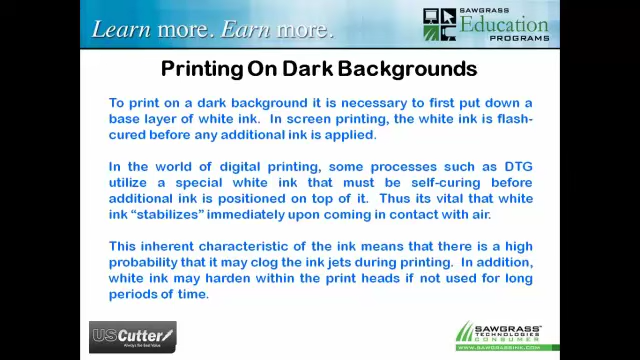 Learn more. Earn more.
SAWGRASS
Education
PROGRAMS
Printing On Dark Backgrounds
To print on a dark background it is necessary to first put down a
base layer of white ink. In screen printing, the white ink is flash-
cured before any additional ink is applied.
In the world of digital printing, some processes such as DTG
utilize a special white ink that must be self-curing before
additional ink is positioned on top of it. Thus its vital that white
ink “stabilizes” immediately upon coming in contact with air.
This inherent characteristic of the ink means that there is a high
probability that it may clog the ink jets during printing. In addition,
white ink may harden within the print heads if not used for long
periods of time.
USCutter
Always the Best Value
SAWGRASS
TECHNOLOGIES
CONSUMER
www.sawgrassink.com